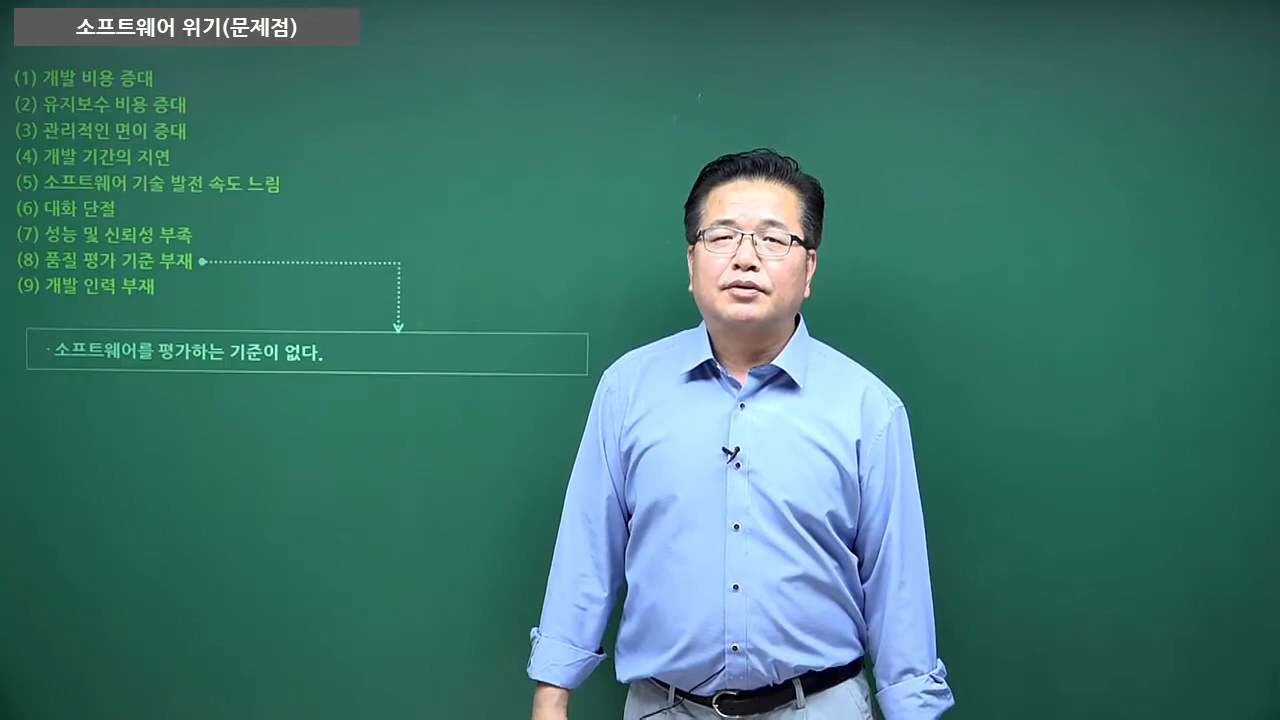 소프트웨어 위기(문제점)
(1) 개발 비용 증대
(2) 유지보수 비용 증대
(3) 관리적인 면이 증대
(4) 개발 기간의 지연
(5) 소프트웨어 기술 발전 속도 느림
(6) 대화 단절
(7) 성능 및 신뢰성 부족
(8) 품질 평가 기준 부재
(9) 개발 인력 부재
· 소프트웨어를 평가하는 기준이 없다.